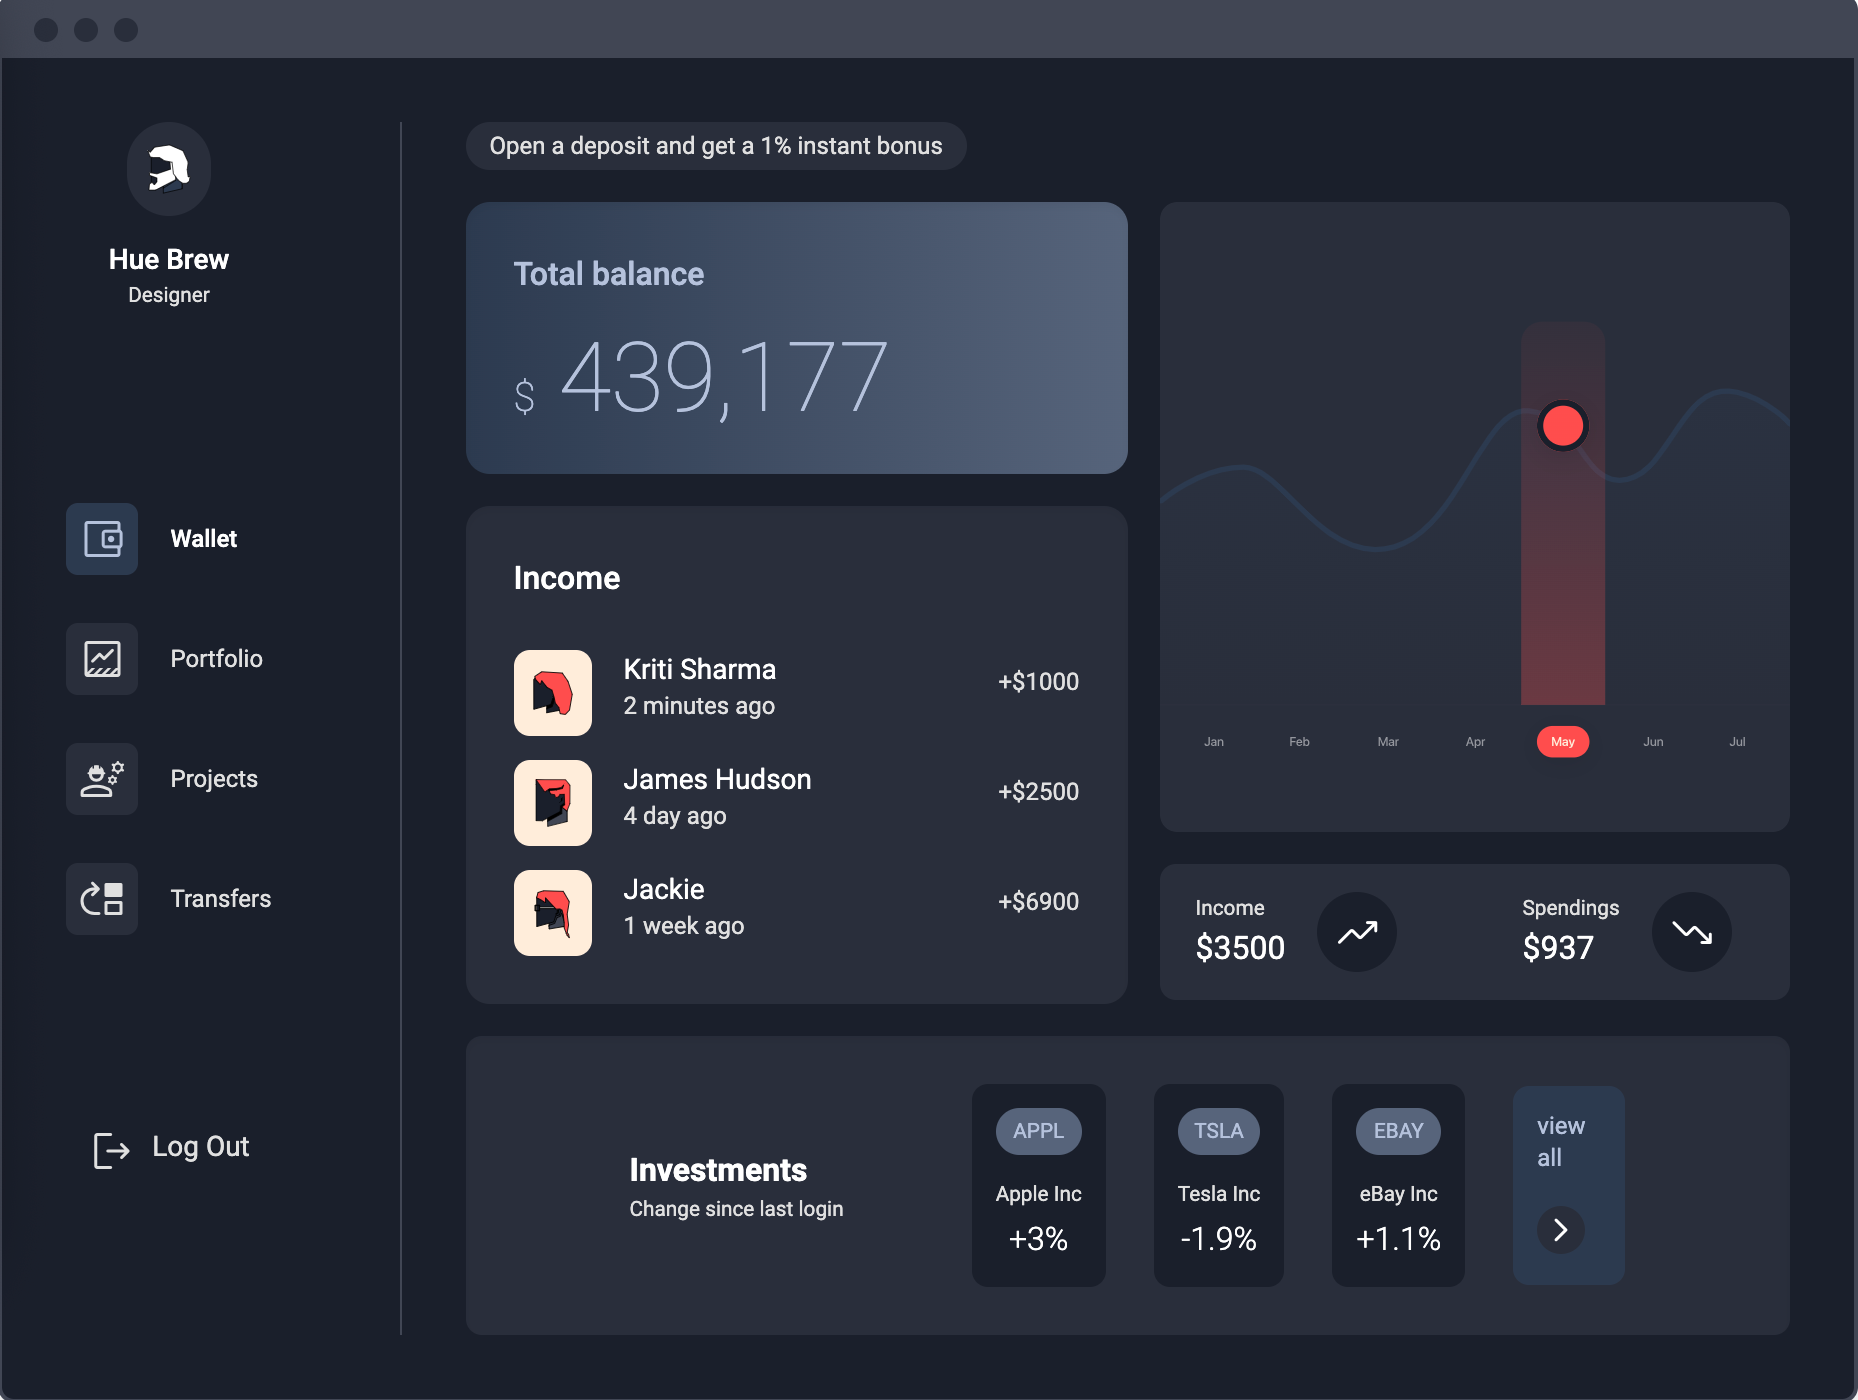 Hue Brew
Designer
Wallet
Portfolio
Projects
Transfers
Log Out
Open a deposit and get a 1% instant bonus
Total balance
$ 439,177
Income
Kriti Sharma
2 minutes ago
+$1000
James Hudson
4 day ago
+$2500
Jackie
1 week ago
+$6900
Jan Feb Mar Apr May Jun Jul
Income
$3500
Spendings
$937
Investments
Change since last login
APPL
Apple Inc
+3%
TSLA
Tesla Inc
-1.9%
EBAY
eBay Inc
+1.1%
view
all